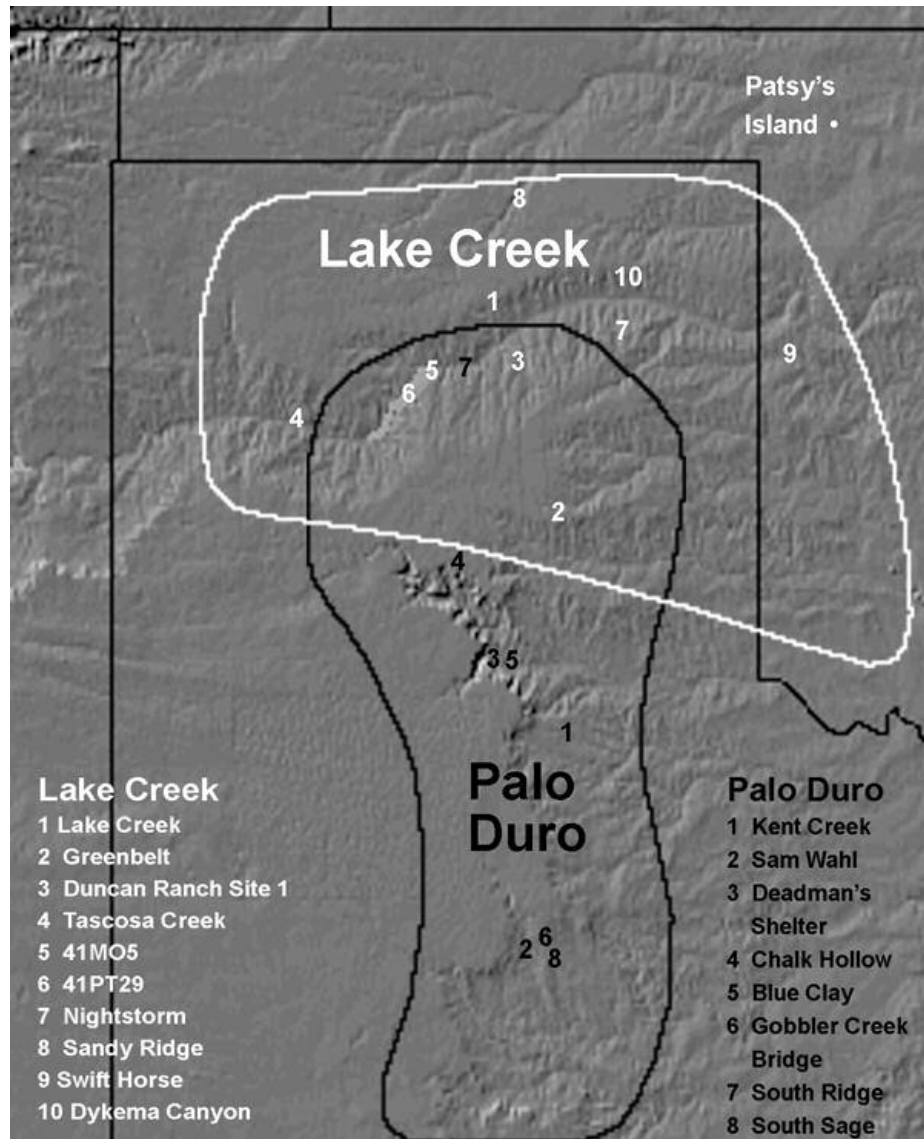 Patsy's
Island
8
Lake Creek
10
1
7
9
3
7
5
6
4
2
4
3 5
1
Palo
Duro
6
2
8
Lake Creek
1 Lake Creek
2 Greenbelt
3 Duncan Ranch Site 1
4 Tascosa Creek
5 41MO5
6 41PT29
7 Nightstorm
8 Sandy Ridge
9 Swift Horse
10 Dykema Canyon
Palo Duro
1 Kent Creek
2 Sam Wahl
3 Deadman's
Shelter
4 Chalk Hollow
5 Blue Clay
6 Gobbler Creek
Bridge
7 South Ridge
8 South Sage